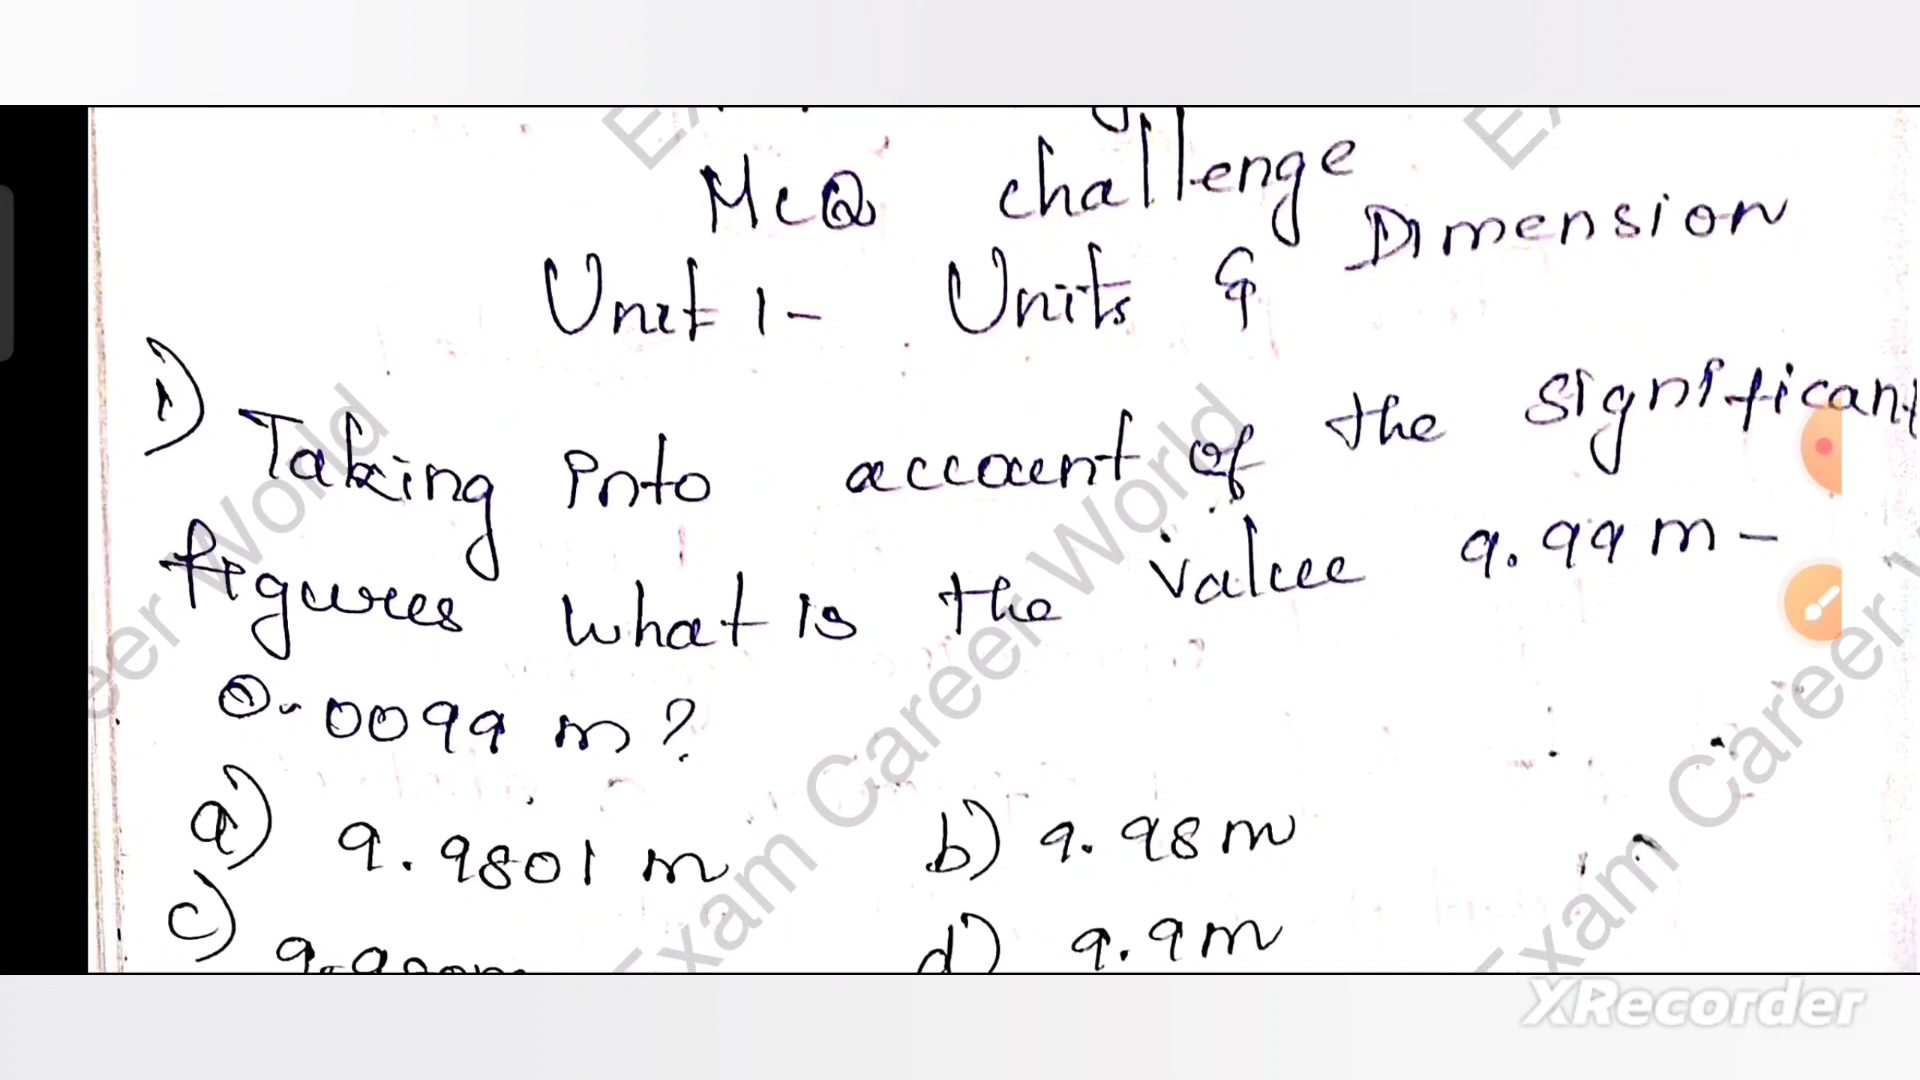 MCQ challenge
Unit 1 - Units & Dimension
1) Taking into account of the significant
figures what is the value 9.99 m -
0.0099 m?
a) 9.9801 m b) 9.98 m
c) d) 9.9 m
Exam Career World
XRecorder